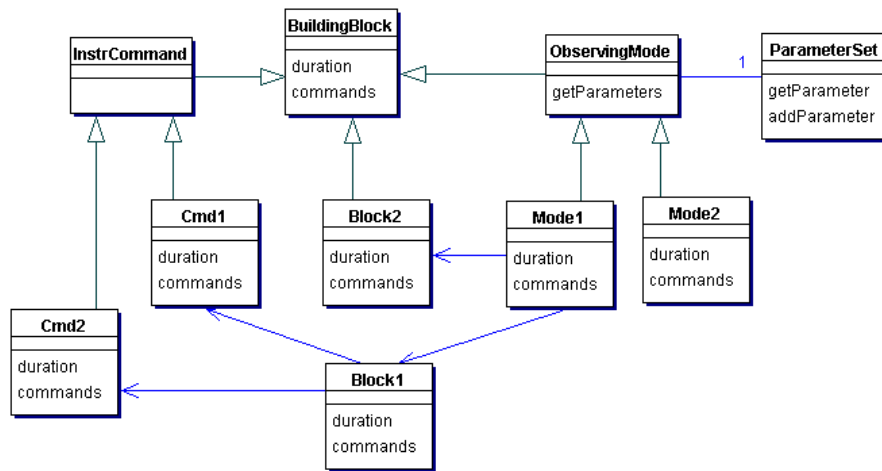 BuildingBlock
duration
commands
InstrCommand
ObservingMode
getParameters
1
ParameterSet
getParameter
addParameter
Cmd1
duration
commands
Block2
duration
commands
Mode1
duration
commands
Mode2
duration
commands
Cmd2
duration
commands
Block1
duration
commands